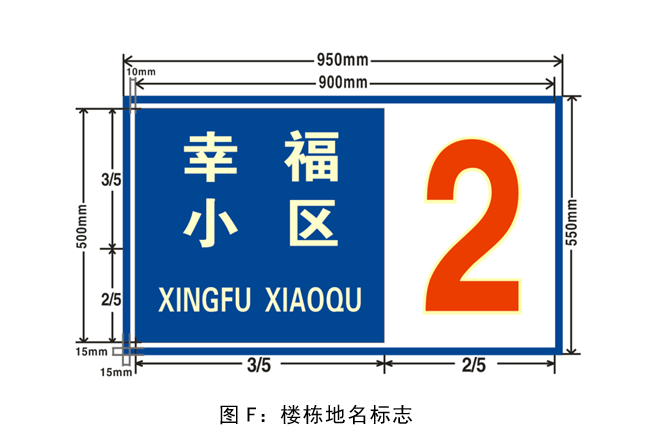 950mm
10mm
900mm
幸 福
小 区
XINGFU XIAOQU
2
3/5
500mm
2/5
550mm
15mm
15mm
3/5
2/5
图 F：楼栋地名标志